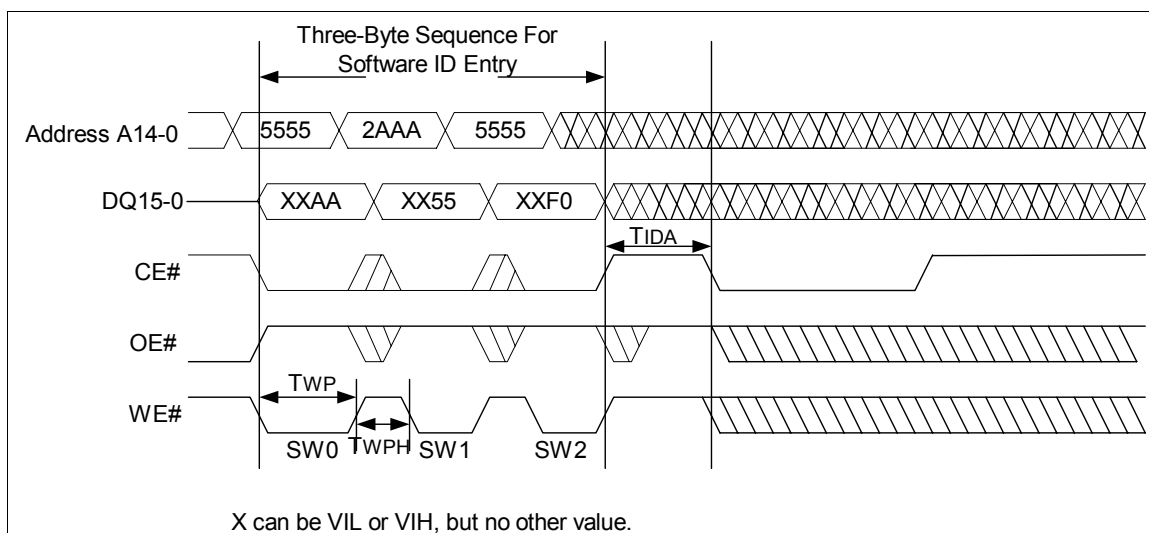 Three-Byte Sequence For
Software ID Entry
Address A14-0 5555 2AAA 5555
DQ15-0 XXAA XX55 XXF0
TIDA
CE#
OE#
TWP
WE#
SW0 TWPH SW1 SW2
X can be VIL or VIH, but no other value.